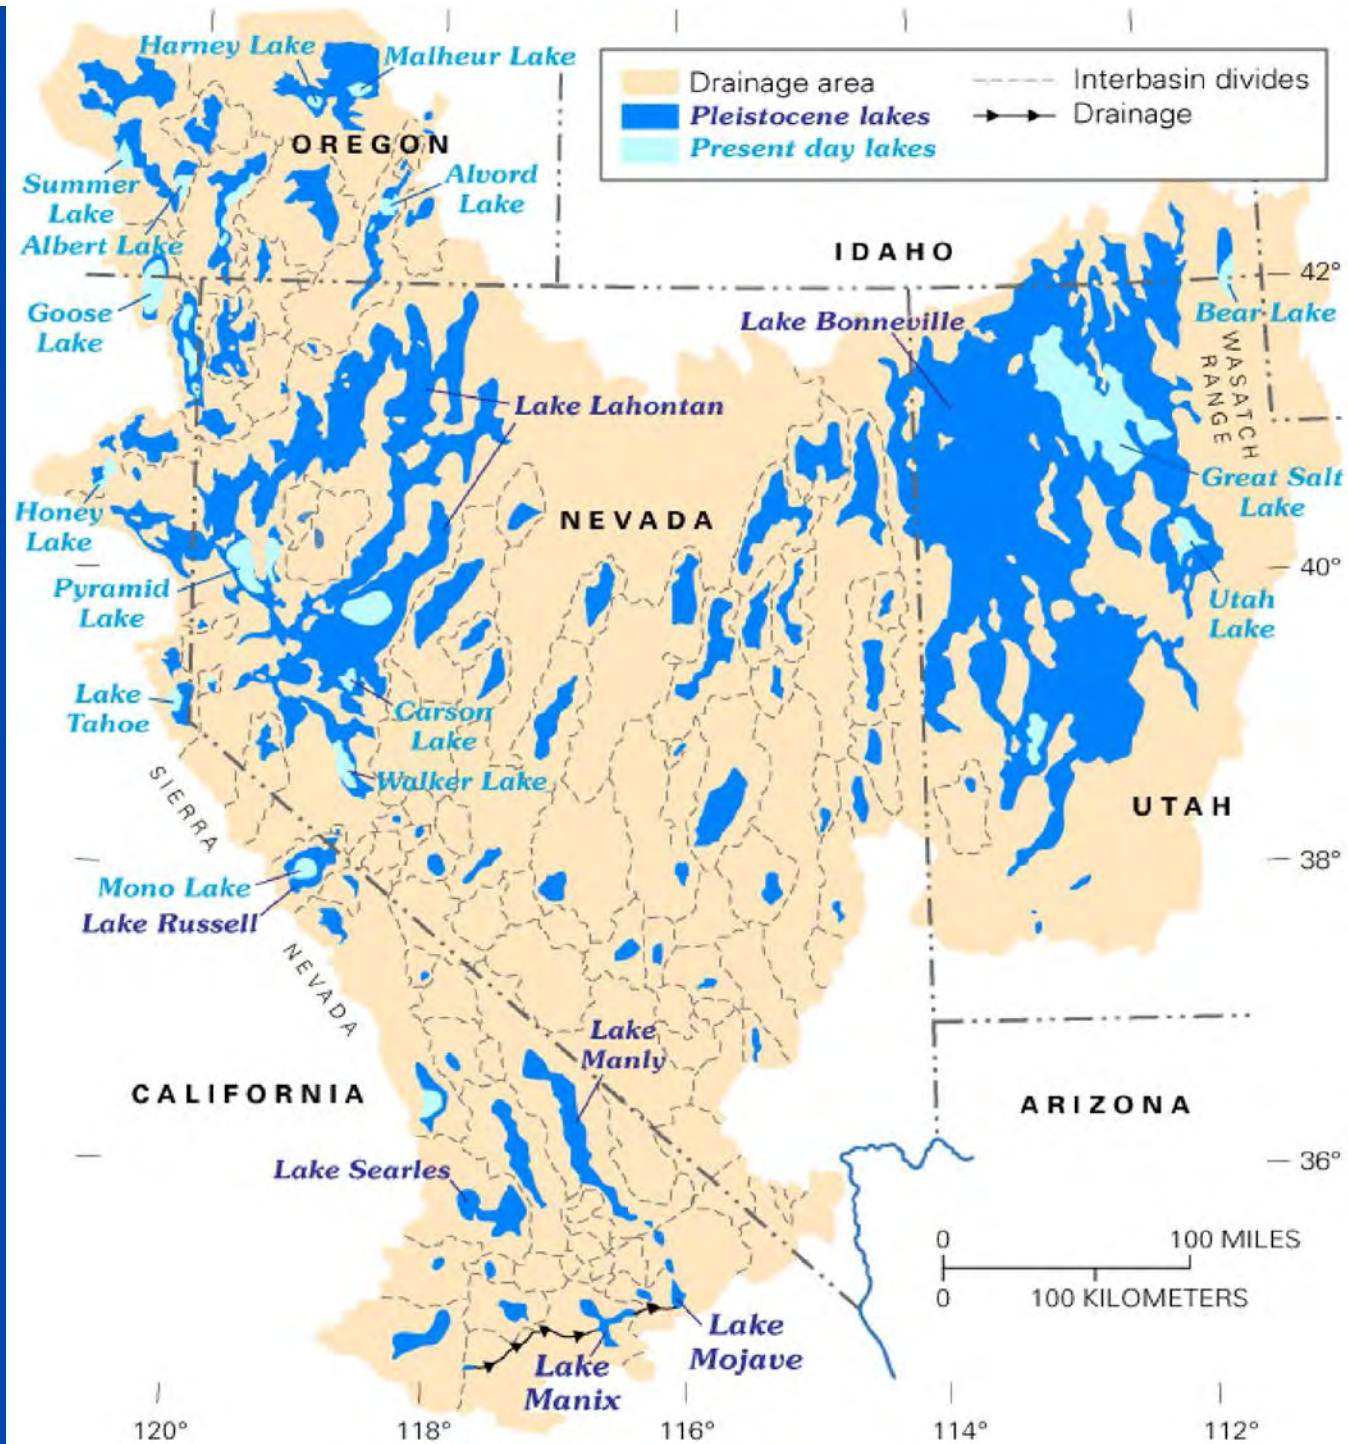 Harney Lake
Malheur Lake
Drainage area
Pleistocene lakes
Present day lakes
Interbasin divides
Drainage
OREGON
Summer
Lake
Albert Lake
Alvord
Lake
IDAHO
42°
Goose
Lake
Lake Bonneville
Bear Lake
WASATCH
RANGE
Lake Lahontan
Great Salt
Lake
Honey
Lake
NEVADA
40°
Pyramid
Lake
Utah
Lake
Lake
Tahoe
Carson
Lake
Walker Lake
SIERRA
UTAH
38°
Mono Lake
Lake Russell
NEVADA
Lake
Manly
CALIFORNIA
ARIZONA
Lake Searles
36°
0 100 MILES
0 100 KILOMETERS
Lake
Mojave
Lake
Manix
120° 118° 116° 114° 112°